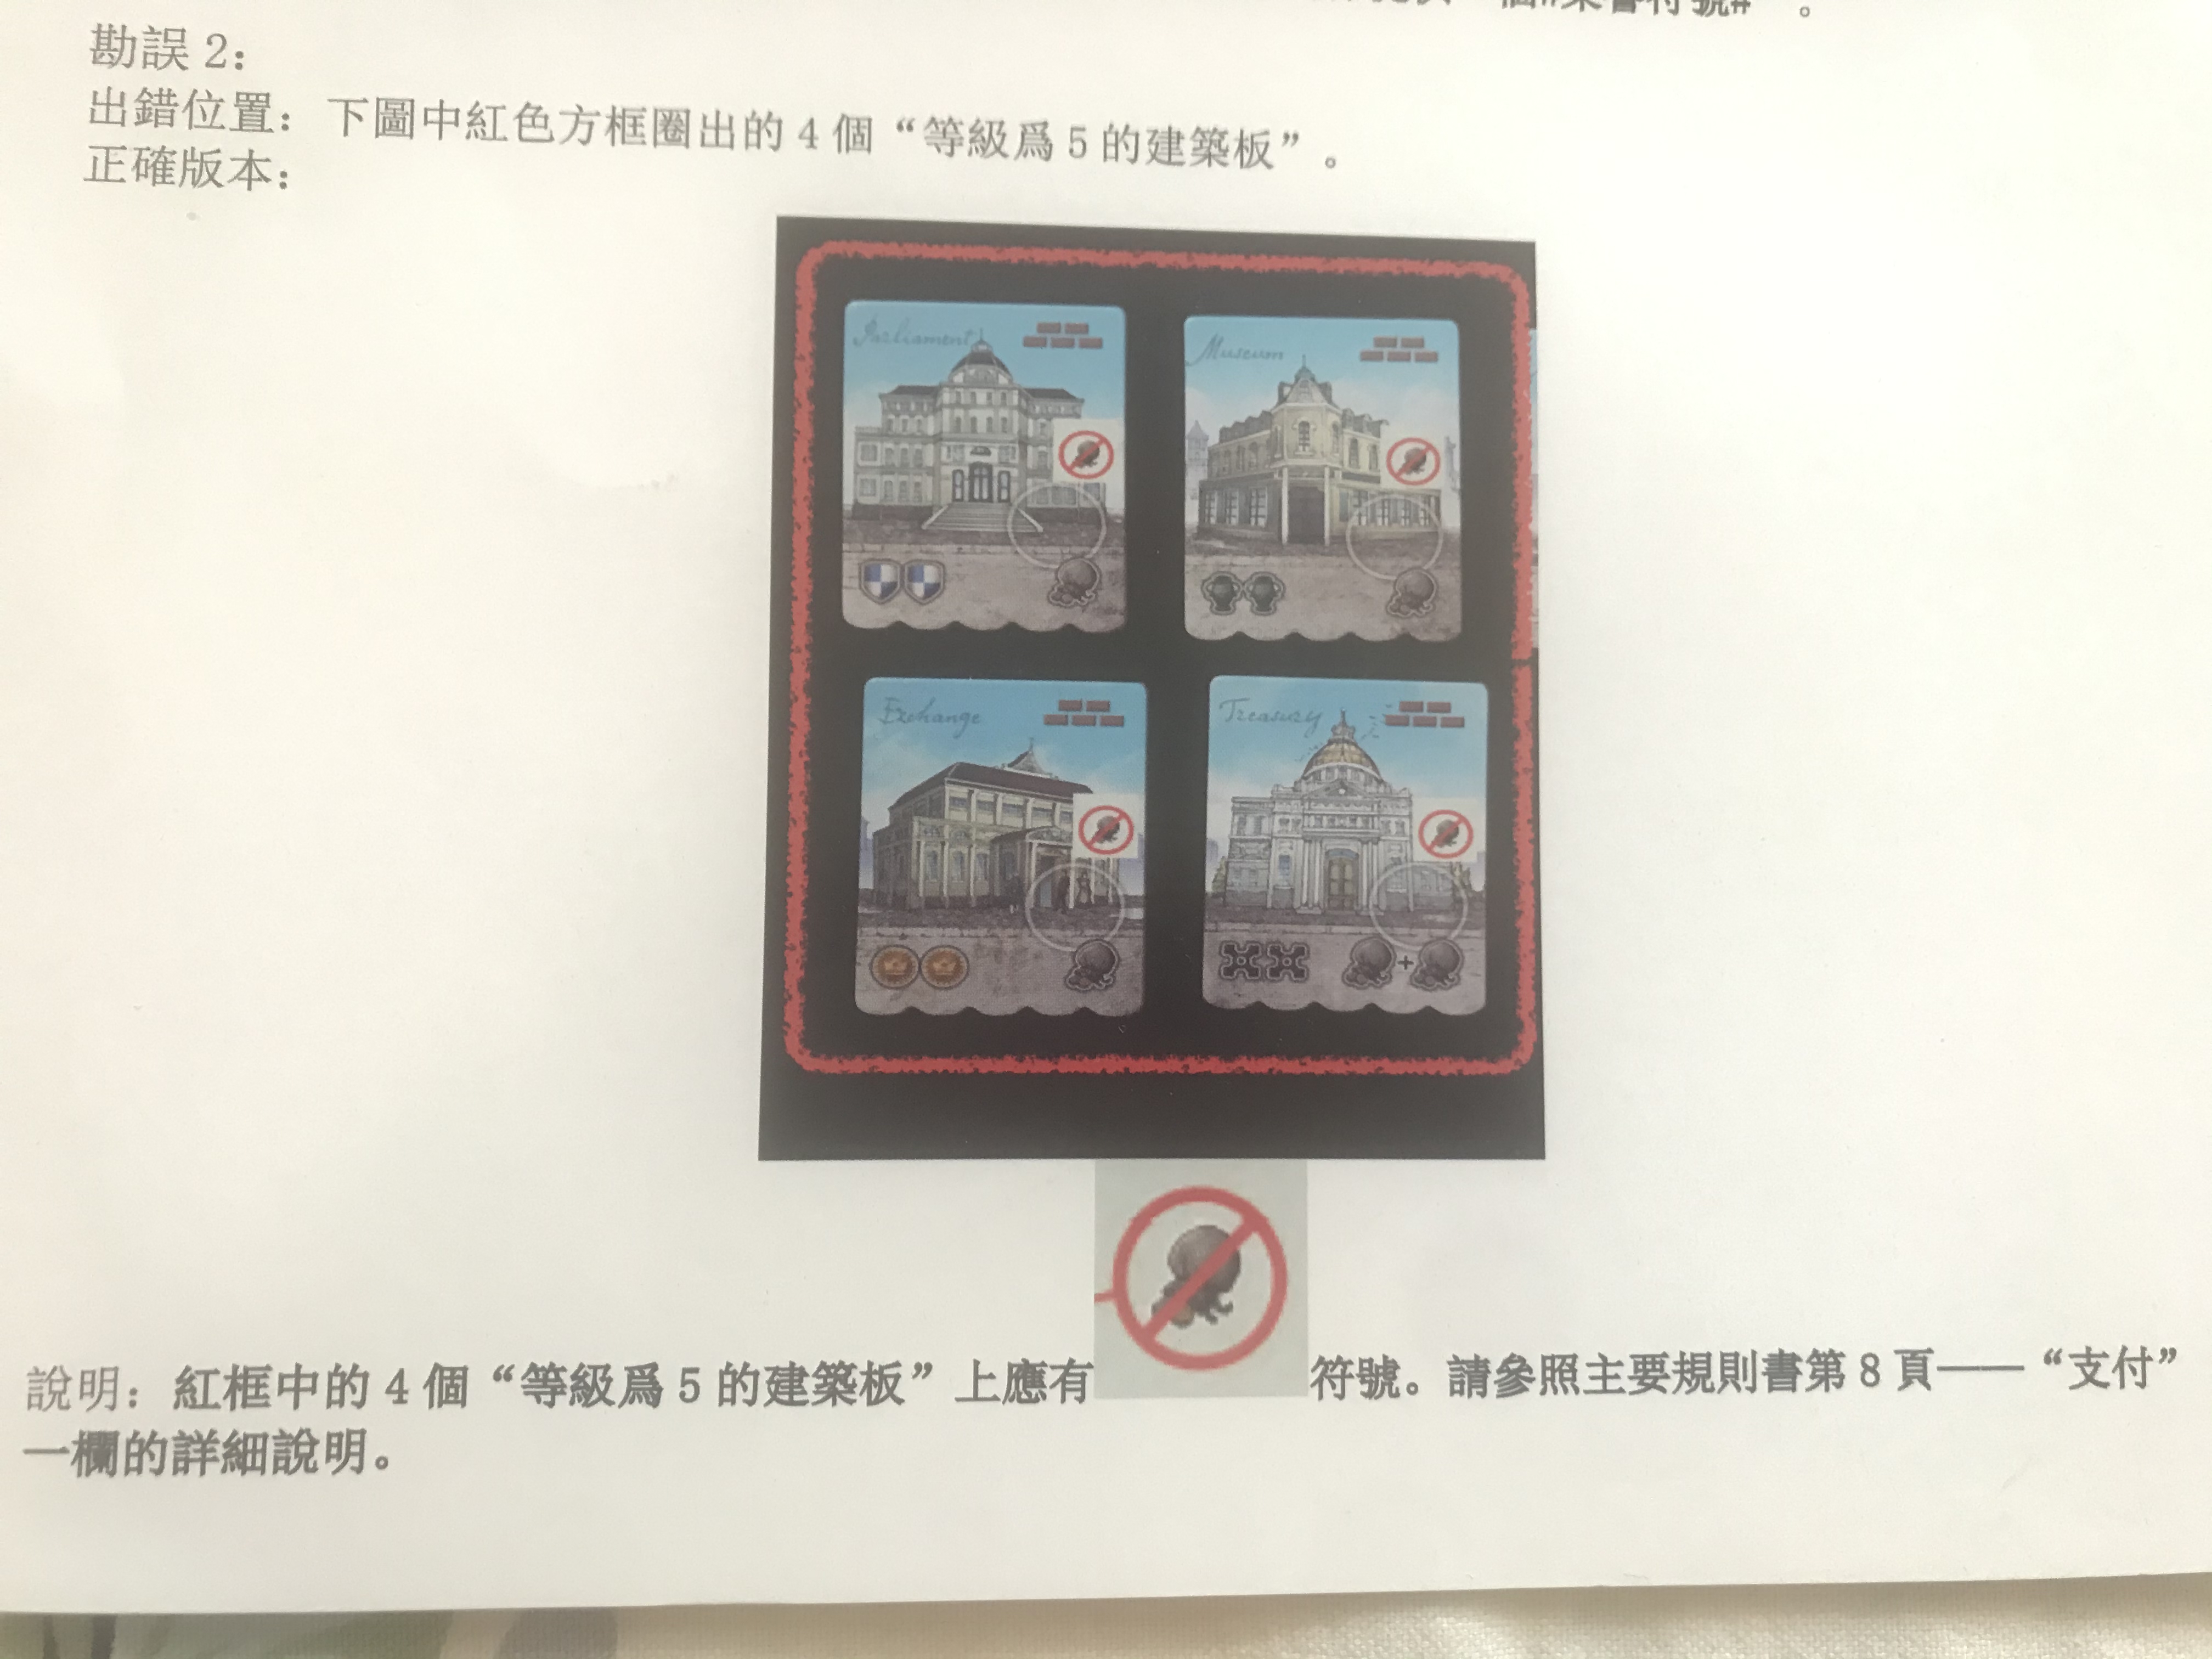 勘誤 2：
出錯位置： 下圖中紅色方框圈出的 4 個 “等級爲 5 的建築板” 。
正確版本：
Parliament
Museum
Exchange
Treasury
+
說明：紅框中的 4 個 “等級爲 5 的建築板” 上應有 符號。請參照主要規則書第 8 頁—— “支付”
一欄的詳細說明。